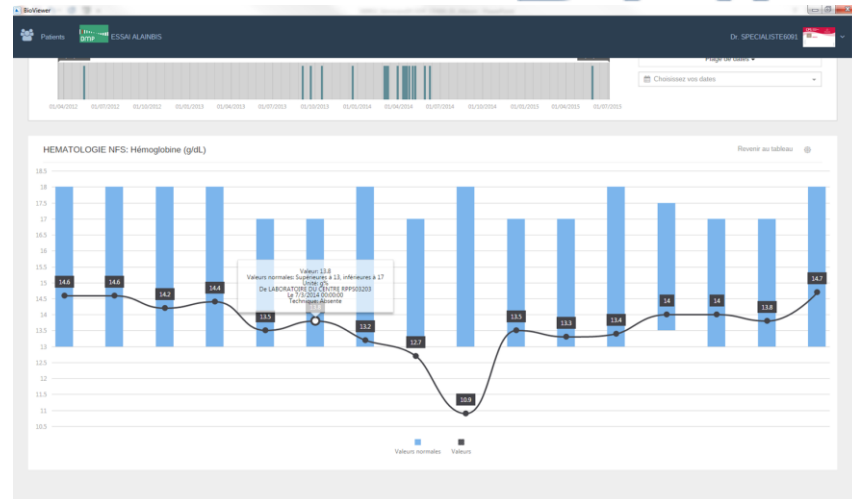 BioViewer
Patients
DMP
ESSAI ALAINBIS
Dr. SPECIALISTE6091
Plage de dates
Choisissez vos dates
01/04/2012 01/07/2012 01/10/2012 01/01/2013 01/04/2013 01/07/2013 01/10/2013 01/01/2014 01/04/2014 01/07/2014 01/10/2014 01/01/2015 01/04/2015 01/07/2015
HEMATOLOGIE NFS: Hémoglobine (g/dL)
Revenir au tableau
18.5
18
17.5
17
16.5
16
15.5
15
14.5
14
13.5
13
12.5
12
11.5
11
10.5
14.6 14.6 14.2 14.4 13.5 13.2 12.7 10.9 13.5 13.3 13.4 14 14 13.8 14.7
Valeur: 13.8
Valeurs normales: Supérieures à 13, inférieures à 17
Unité: g%
De LABORATOIRE DU CENTRE RPPS03203
Le 7/3/2014 00:00:00
Technique: Absente
Valeurs normales Valeurs